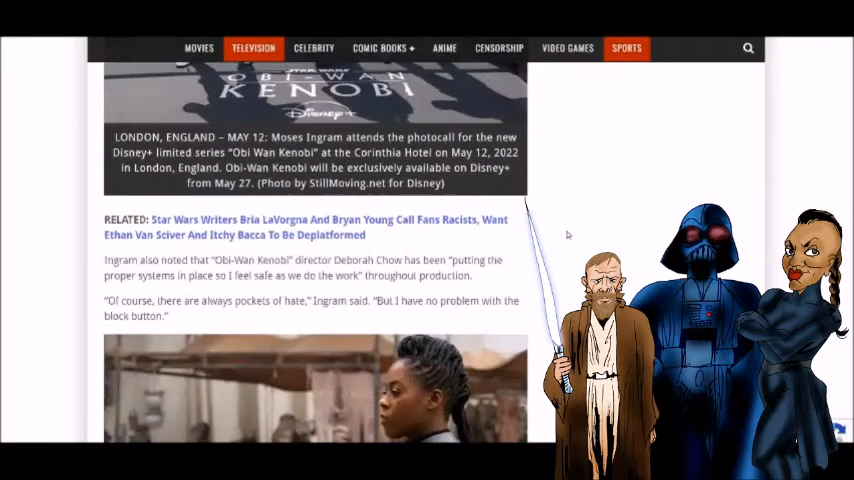 MOVIES TELEVISION CELEBRITY COMIC BOOKS + ANIME CENSORSHIP VIDEO GAMES SPORTS
STAR WARS
OBI-WAN
KENOBI
Disney+
LONDON, ENGLAND – MAY 12: Moses Ingram attends the photocall for the new
Disney+ limited series "Obi Wan Kenobi" at the Corinthia Hotel on May 12, 2022
in London, England. Obi-Wan Kenobi will be exclusively available on Disney+
from May 27. (Photo by StillMoving.net for Disney)
RELATED: Star Wars Writers Bria LaVorgna And Bryan Young Call Fans Racists, Want
Ethan Van Sciver And Itchy Bacca To Be Deplatformed
Ingram also noted that "Obi-Wan Kenobi" director Deborah Chow has been "putting the
proper systems in place so I feel safe as we do the work" throughout production.
"Of course, there are always pockets of hate," Ingram said. "But I have no problem with the
block button."